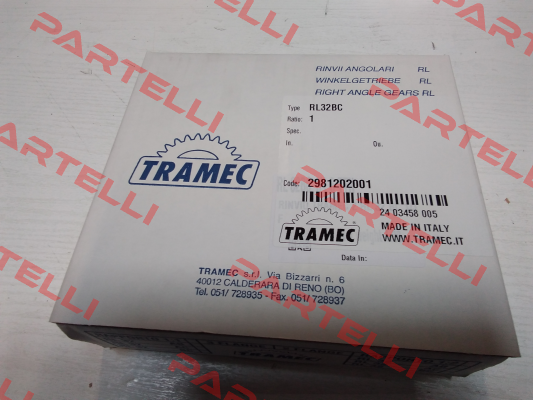 RINVII ANGOLARI RL
WINKELGETRIEBE RL
RIGHT ANGLE GEARS RL
Type RL32BC
Ratio: 1
Spec.
In. Ou.
TRAMEC
Code: 2981202001
24 03458 005
TRAMEC
MADE IN ITALY
WWW.TRAMEC.IT
Data In:
TRAMEC s.r.l. Via Bizzarri n. 6
40012 CALDERARA DI RENO (BO)
Tel. 051/ 728935 - Fax. 051/ 728937
TRAMEC
PARTELLI
PARTELLI
PARTELLI
PARTELLI
PARTELLI